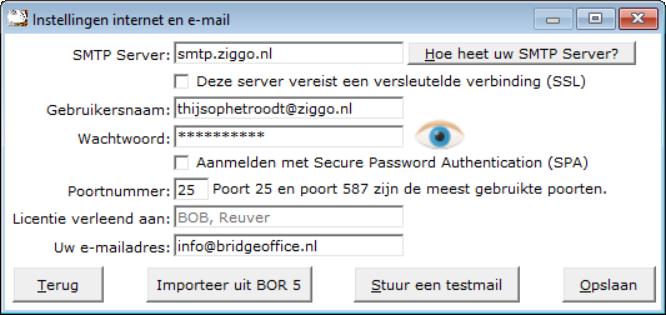 Instellingen internet en e-mail
SMTP Server: smtp.ziggo.nl Hoe heet uw SMTP Server?
Deze server vereist een versleutelde verbinding (SSL)
Gebruikersnaam: thijsophetroodt@ziggo.nl
Wachtwoord: **********
Aanmelden met Secure Password Authentication (SPA)
Poortnummer: 25 Poort 25 en poort 587 zijn de meest gebruikte poorten.
Licentie verleend aan: BOB, Reuver
Uw e-mailadres: info@bridgeoffice.nl
Terug Importeer uit BOR 5 Stuur een testmail Opslaan